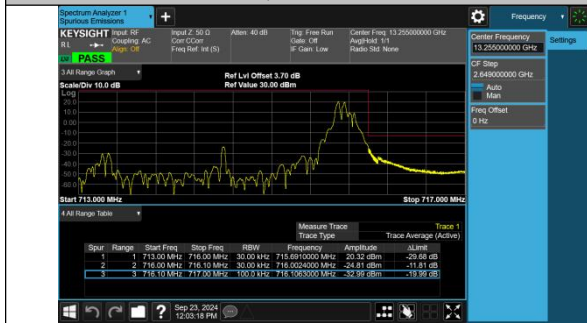 Spectrum Analyzer 1
Spurious Emissions
Frequency
KEYSIGHT
Input: RF
Coupling: AC
Align: Off
Input Z: 50 Ω
Corr CCorr
Freq Ref: Int (S)
Atten: 40 dB
Trig: Free Run
Gate: Off
IF Gain: Low
Center Freq: 13.255000000 GHz
Avg|Hold: 1/1
Radio Std: None
RL
PASS
Center Frequency
13.255000000 GHz
Settings
CF Step
2.649000000 GHz
Auto
Man
Freq Offset
0 Hz
3 All Range Graph
Scale/Div 10.0 dB
Ref Lvl Offset 3.70 dB
Ref Value 30.00 dBm
Log
20.0
10.0
0.00
-10.0
-20.0
-30.0
-40.0
-50.0
-60.0
Start 713.000 MHz
Stop 717.000 MHz
4 All Range Table
Measure Trace Trace 1
Trace Type Trace Average (Active)
Spur Range Start Freq Stop Freq RBW Frequency Amplitude ΔLimit
1 1 713.00 MHz 716.00 MHz 30.00 kHz 715.6910000 MHz 20.32 dBm -29.68 dB
2 2 716.00 MHz 716.10 MHz 30.00 kHz 716.0024000 MHz -24.81 dBm -11.81 dB
3 3 716.10 MHz 717.00 MHz 100.0 kHz 716.1063000 MHz -32.99 dBm -19.99 dB
Sep 23, 2024
12:03:18 PM